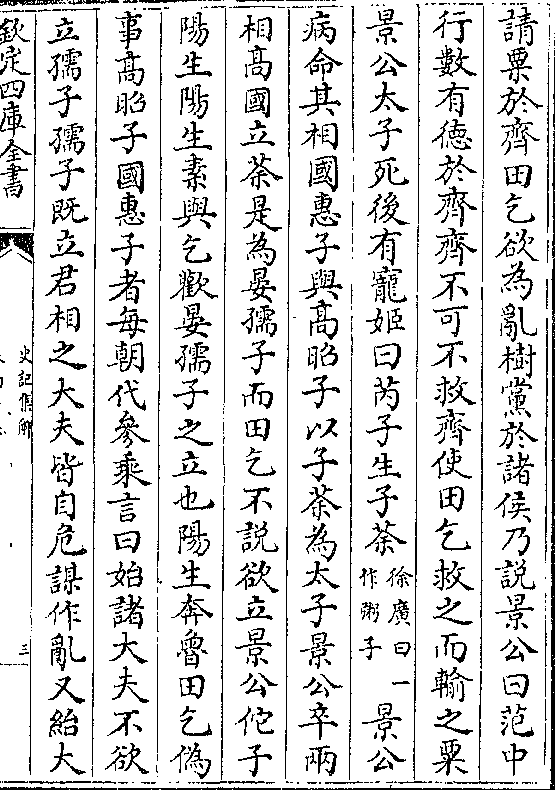 請粟於齊田乞欲為亂樹黨於諸侯乃説景公曰范中
行數有德於齊齊不可不救齊使田乞救之而輸之粟
景公太子死後有寵姬曰芮子生子荼徐廣曰一作粥子景公
病命其相國惠子與髙昭子以子荼為太子景公卒兩
相髙國立荼是為晏孺子而田乞不説欲立景公佗子
陽生陽生素與乞歡晏孺子之立也陽生奔魯田乞偽
事髙昭子國惠子者每朝代參乘言曰始諸大夫不欲
立孺子孺子既立君相之大夫皆自危謀作亂又紿大
欽定四庫全書
史記集解
三